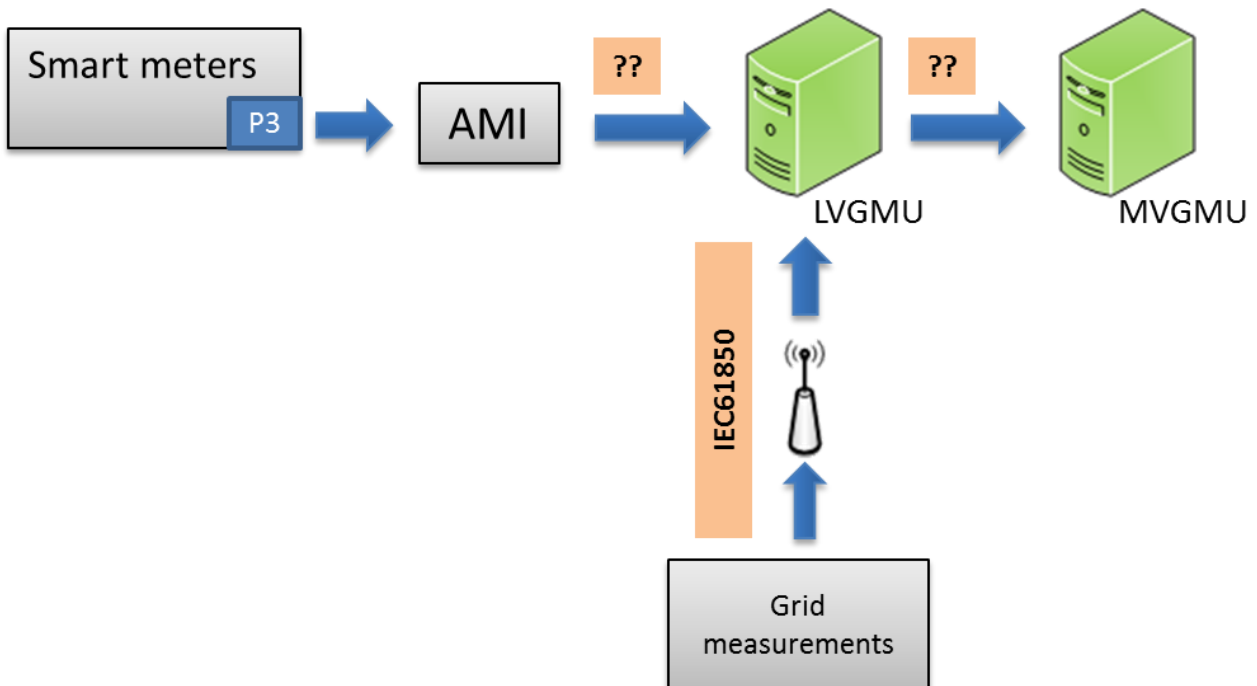 Smart meters
P3
AMI
??
??
LVGMU
MVGMU
IEC61850
Grid
measurements